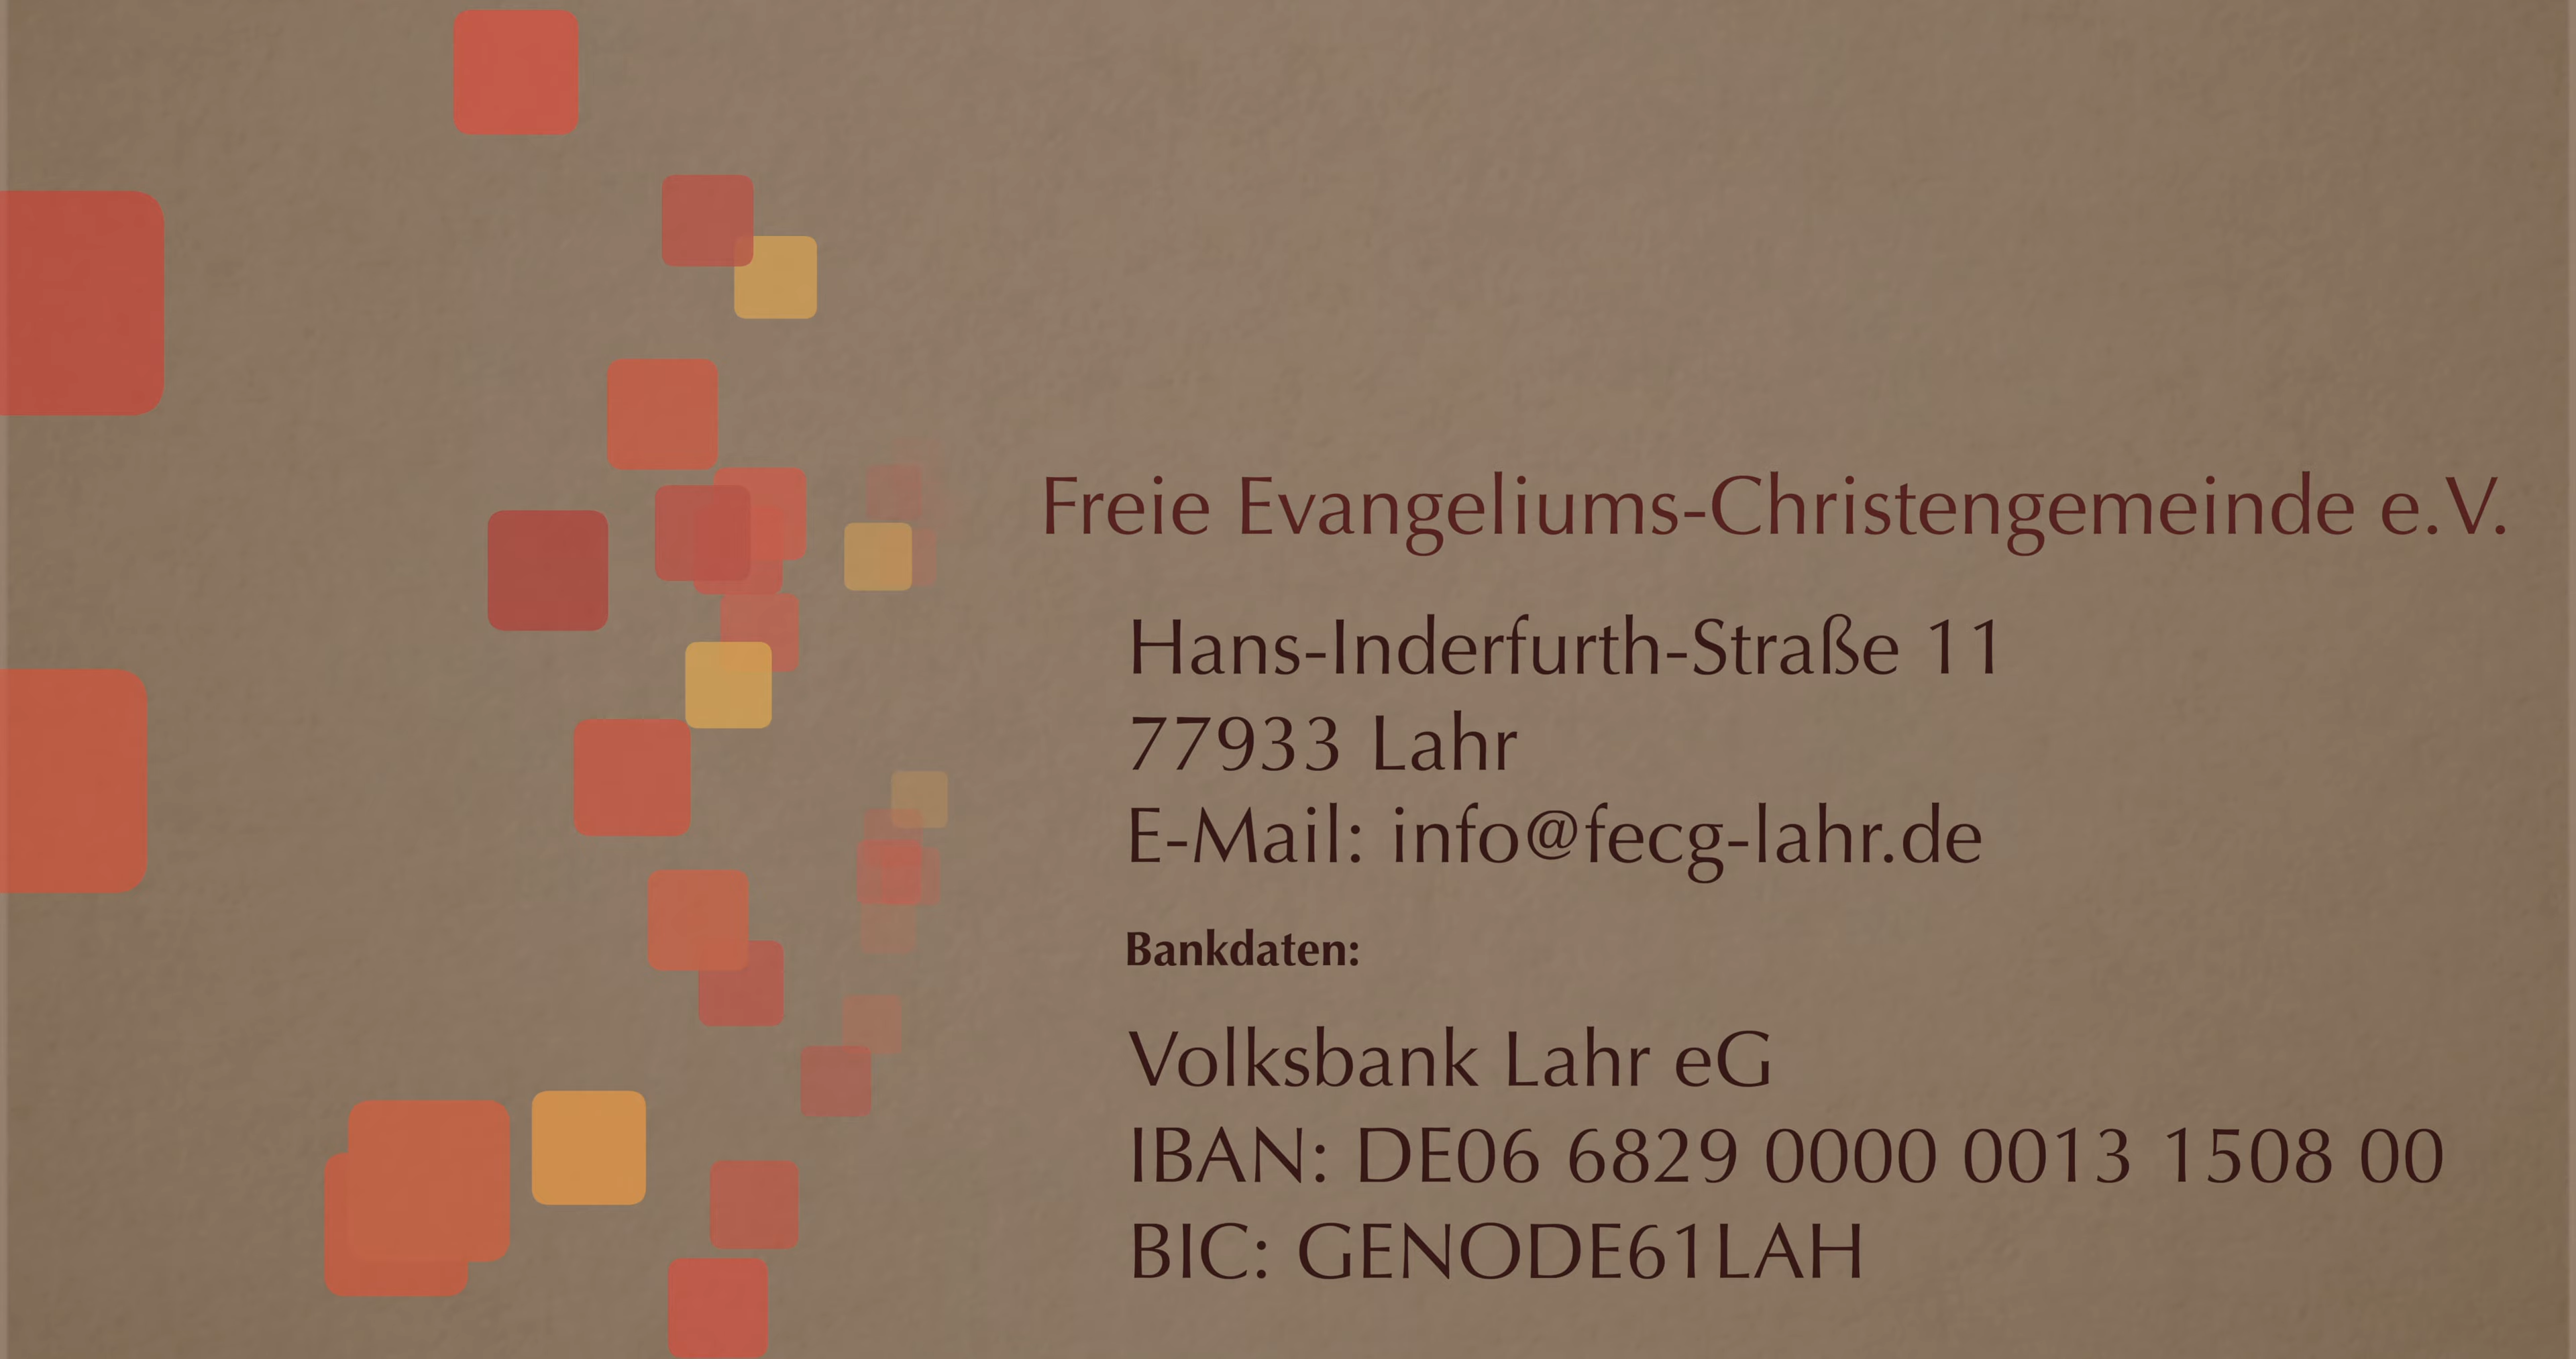 Freie Evangeliums-Christengemeinde e.V.
Hans-Inderfurth-Straße 11
77933 Lahr
E-Mail: info@fecg-lahr.de
Bankdaten:
Volksbank Lahr eG
IBAN: DE06 6829 0000 0013 1508 00
BIC: GENODE61LAH